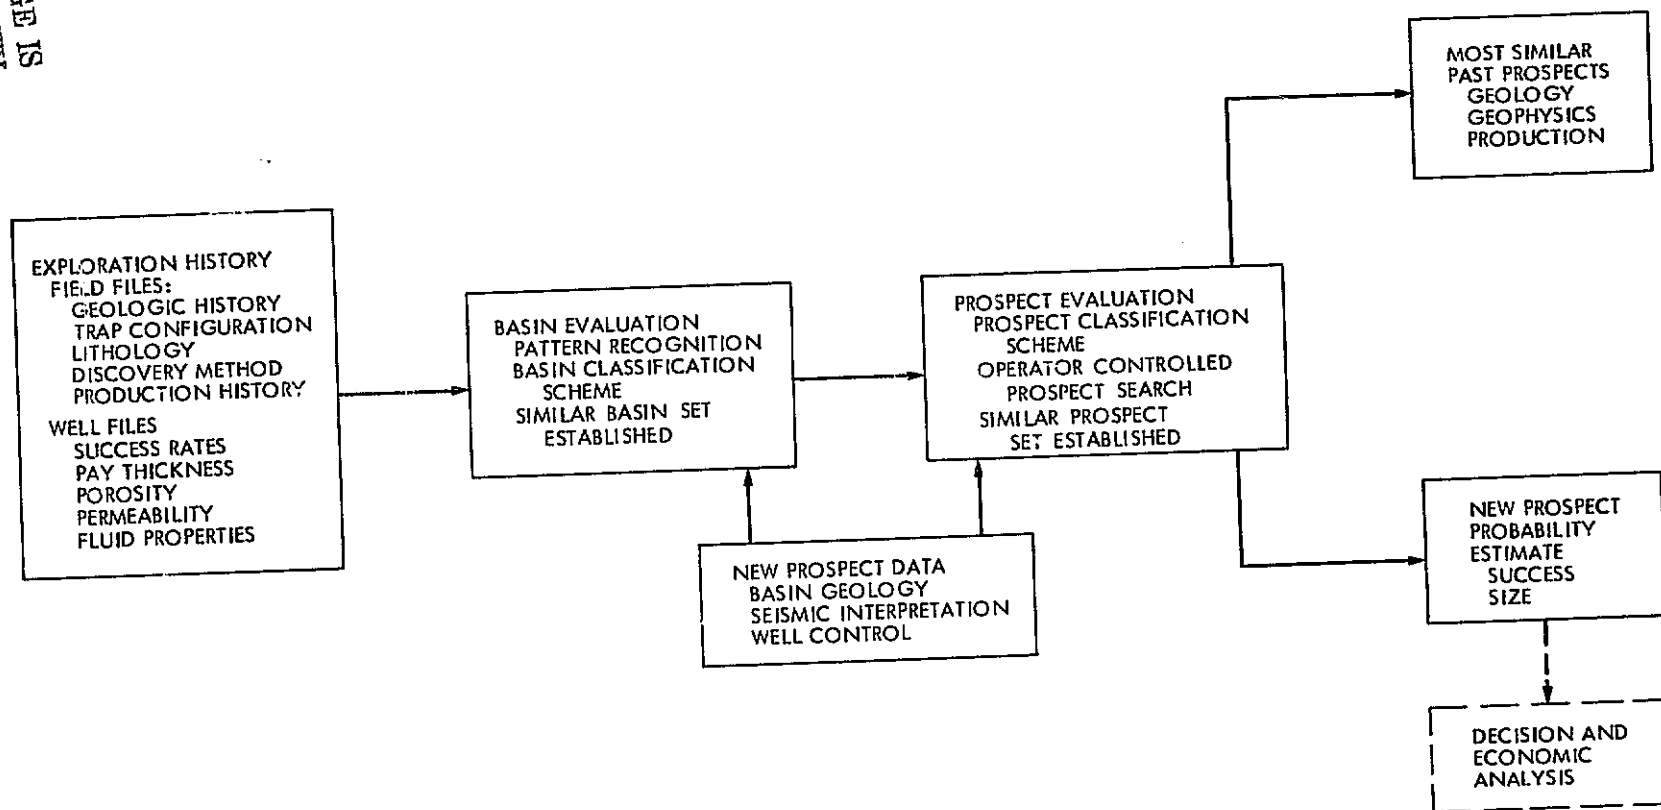 GE IS
EXPLORATION HISTORY
FIELD FILES:
GEOLOGIC HISTORY
TRAP CONFIGURATION
LITHOLOGY
DISCOVERY METHOD
PRODUCTION HISTORY
WELL FILES
SUCCESS RATES
PAY THICKNESS
POROSITY
PERMEABILITY
FLUID PROPERTIES
BASIN EVALUATION
PATTERN RECOGNITION
BASIN CLASSIFICATION
SCHEME
SIMILAR BASIN SET
ESTABLISHED
NEW PROSPECT DATA
BASIN GEOLOGY
SEISMIC INTERPRETATION
WELL CONTROL
PROSPECT EVALUATION
PROSPECT CLASSIFICATION
SCHEME
OPERATOR CONTROLLED
PROSPECT SEARCH
SIMILAR PROSPECT
SET ESTABLISHED
MOST SIMILAR
PAST PROSPECTS
GEOLOGY
GEOPHYSICS
PRODUCTION
NEW PROSPECT
PROBABILITY
ESTIMATE
SUCCESS
SIZE
DECISION AND
ECONOMIC
ANALYSIS